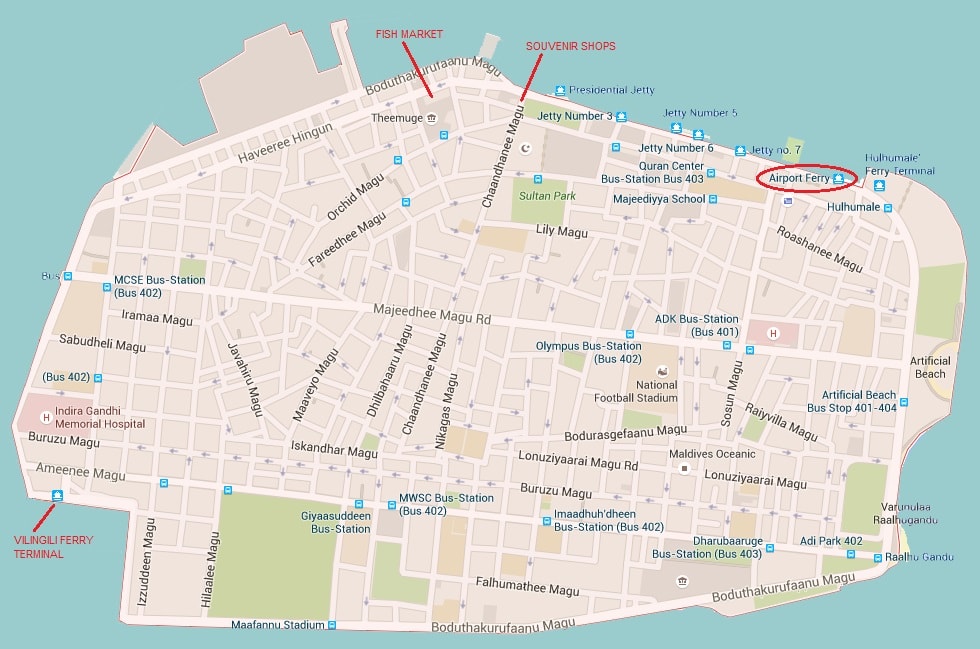 FISH MARKET
SOUVENIR SHOPS
Boduthakurufaanu Magu
Presidential Jetty
Theemuge
Jetty Number 3
Jetty Number 5
Haveeree Hingun
Chaandhanee Magu
Jetty Number 6
Jetty no. 7
Quran Center
Bus-Station Bus 403
Hulhumale'
Ferry Terminal
Airport Ferry
Orchid Magu
Sultan Park
Majeediyya School
Hulhumale
Fareedhee Magu
Lily Magu
Roashanee Magu
Bus
MCSE Bus-Station
(Bus 402)
Iramaa Magu
Majeedhee Magu Rd
ADK Bus-Station
(Bus 401)
H
Sabudheli Magu
Olympus Bus-Station
(Bus 402)
Artificial
Beach
(Bus 402)
Javahiru Magu
Maaveyo Magu
Dhilbahaaru Magu
Chaandhanee Magu
Nikagas Magu
National
Football Stadium
Sosun Magu
Artificial Beach
Bus Stop 401-404
H
Indira Gandhi
Memorial Hospital
Raiyvilla Magu
Buruzu Magu
Iskandhar Magu
Bodurasgefaanu Magu
Lonuziyaarai Magu Rd
Maldives Oceanic
Ameenee Magu
Lonuziyaarai Magu
Buruzu Magu
MWSC Bus-Station
(Bus 402)
Giyaasuddeen
Bus-Station
Imaadhuh'dheen
Bus-Station (Bus 402)
Varunulaa
Raalhugandu
VILINGILI FERRY
TERMINAL
Izzuddeen Magu
Hilaalee Magu
Dharubaaruge
Bus-Station (Bus 403)
Adi Park 402
Raalhu Gandu
Falhumathee Magu
Boduthakurufaanu Magu
Maafannu Stadium
Boduthakurufaanu Magu